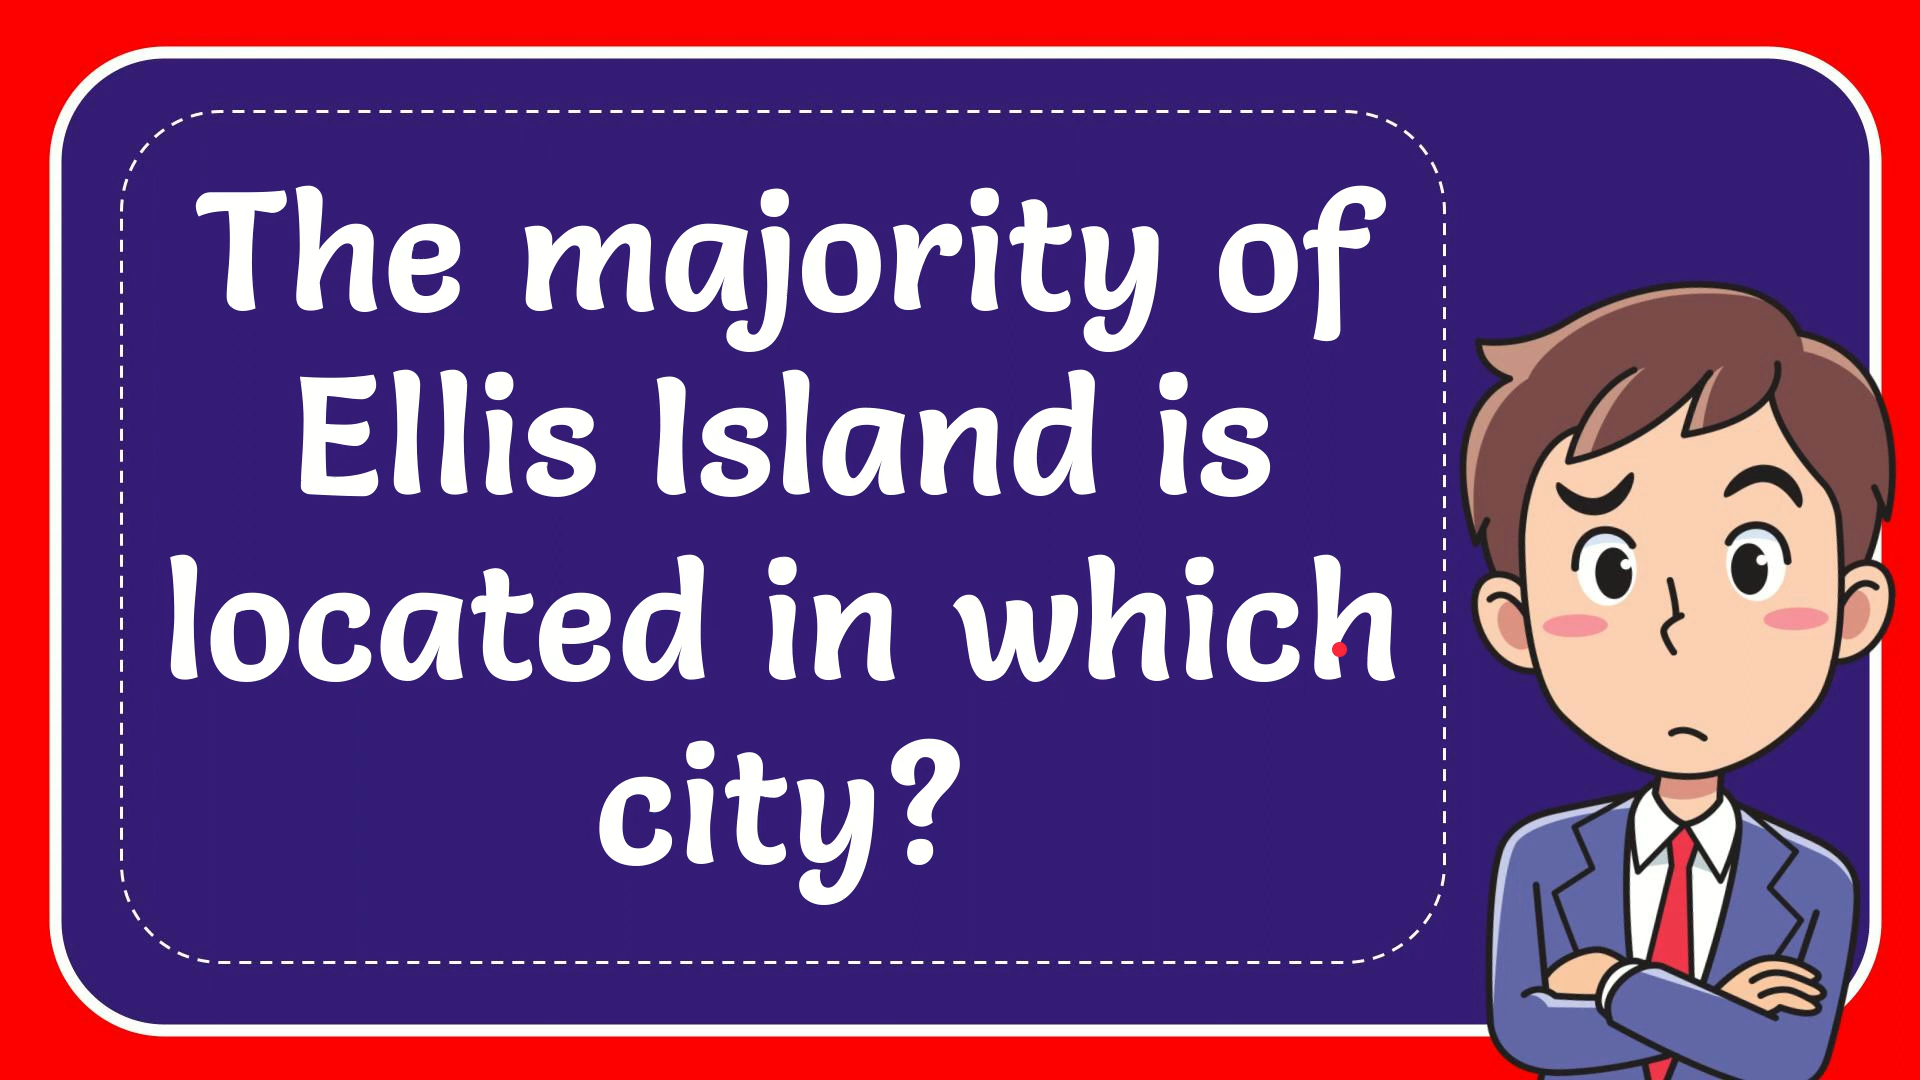 The majority of
Ellis Island is
located in which
city?